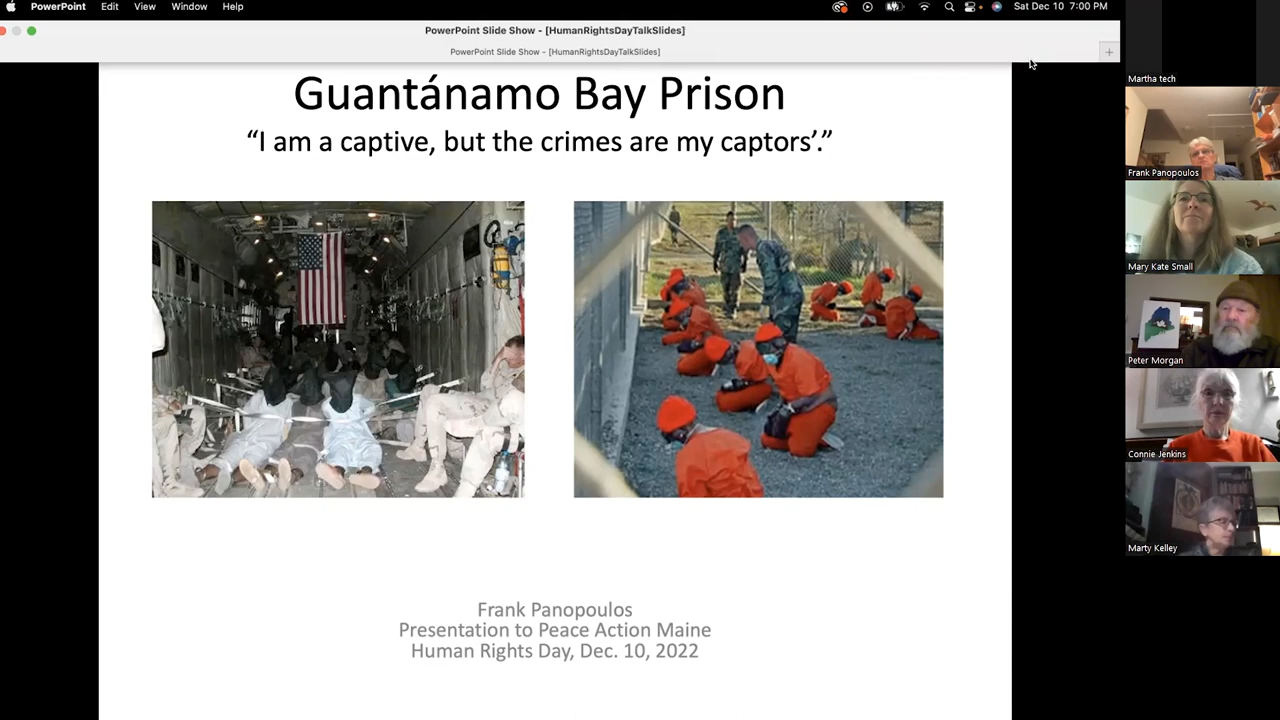 PowerPoint Edit View Window Help Sat Dec 10 7:00 PM
PowerPoint Slide Show - [HumanRightsDayTalkSlides]
PowerPoint Slide Show - [HumanRightsDayTalkSlides]
Guantánamo Bay Prison
“I am a captive, but the crimes are my captors’.”
Frank Panopoulos
Presentation to Peace Action Maine
Human Rights Day, Dec. 10, 2022
Martha tech
Frank Panopoulos
Mary Kate Small
Peter Morgan
Connie Jenkins
Marty Kelley